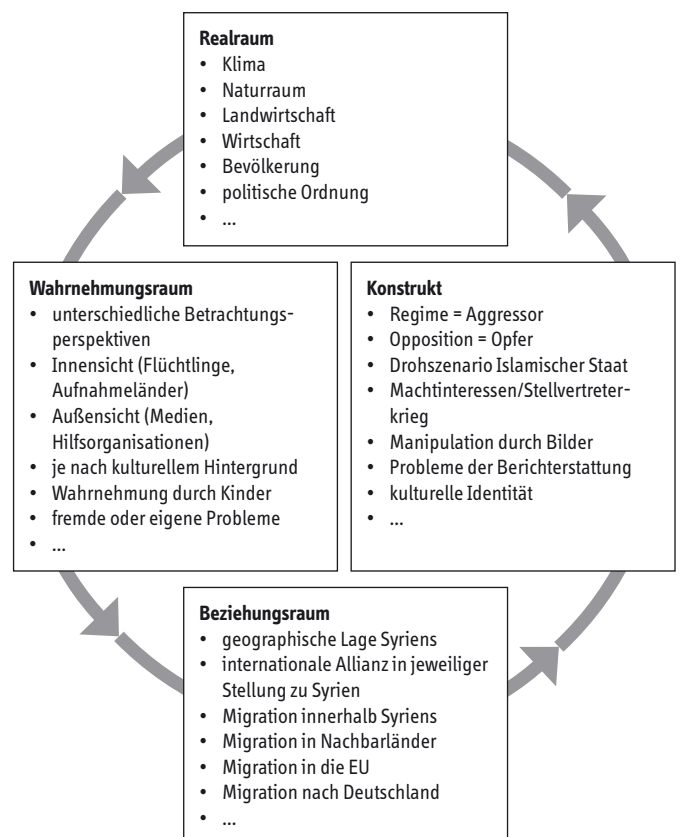 Realraum
• Klima
• Naturraum
• Landwirtschaft
• Wirtschaft
• Bevölkerung
• politische Ordnung
• ...
Wahrnehmungsraum
• unterschiedliche Betrachtungs-
perspektiven
• Innensicht (Flüchtlinge,
Aufnahmeländer)
• Außensicht (Medien,
Hilfsorganisationen)
• je nach kulturellem Hintergrund
• Wahrnehmung durch Kinder
• fremde oder eigene Probleme
• ...
Konstrukt
• Regime = Aggressor
• Opposition = Opfer
• Drohszenario Islamischer Staat
• Machtinteressen/Stellvertreter-
krieg
• Manipulation durch Bilder
• Probleme der Berichterstattung
• kulturelle Identität
• ...
Beziehungsraum
• geographische Lage Syriens
• internationale Allianz in jeweiliger
Stellung zu Syrien
• Migration innerhalb Syriens
• Migration in Nachbarländer
• Migration in die EU
• Migration nach Deutschland
• ...